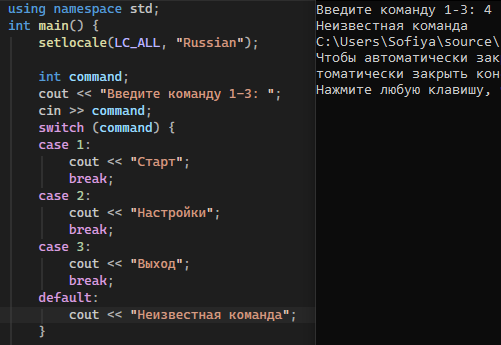 using namespace std;
int main() {
setlocale(LC_ALL, "Russian");
int command;
cout << "Введите команду 1-3: ";
cin >> command;
switch (command) {
case 1:
cout << "Старт";
break;
case 2:
cout << "Настройки";
break;
case 3:
cout << "Выход";
break;
default:
cout << "Неизвестная команда";
}
Введите команду 1-3: 4
Неизвестная команда
C:\Users\Sofiya\source\
Чтобы автоматически зак
томатически закрыть кон
Нажмите любую клавишу,